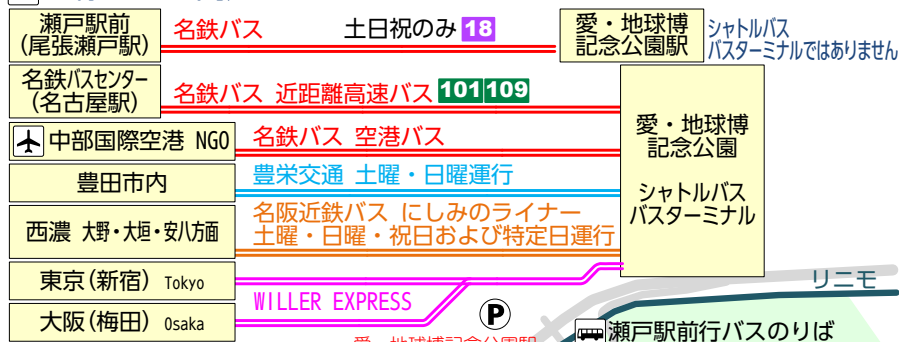 瀬戸駅前
(尾張瀬戸駅)
名鉄バス 土日祝のみ 18
愛・地球博
記念公園駅
シャトルバス
バスターミナルではありません
名鉄バスセンター
(名古屋駅)
名鉄バス 近距離高速バス 101 109
中部国際空港 NGO
名鉄バス 空港バス
豊田市内
豊栄交通 土曜・日曜運行
西濃 大野・大垣・安八方面
名阪近鉄バス にしみのライナー
土曜・日曜・祝日および特定日運行
愛・地球博
記念公園
シャトルバス
バスターミナル
東京(新宿) Tokyo
大阪(梅田) Osaka
WILLER EXPRESS
リニモ
P
瀬戸駅前行バスのりば
愛・地球博記念公園駅